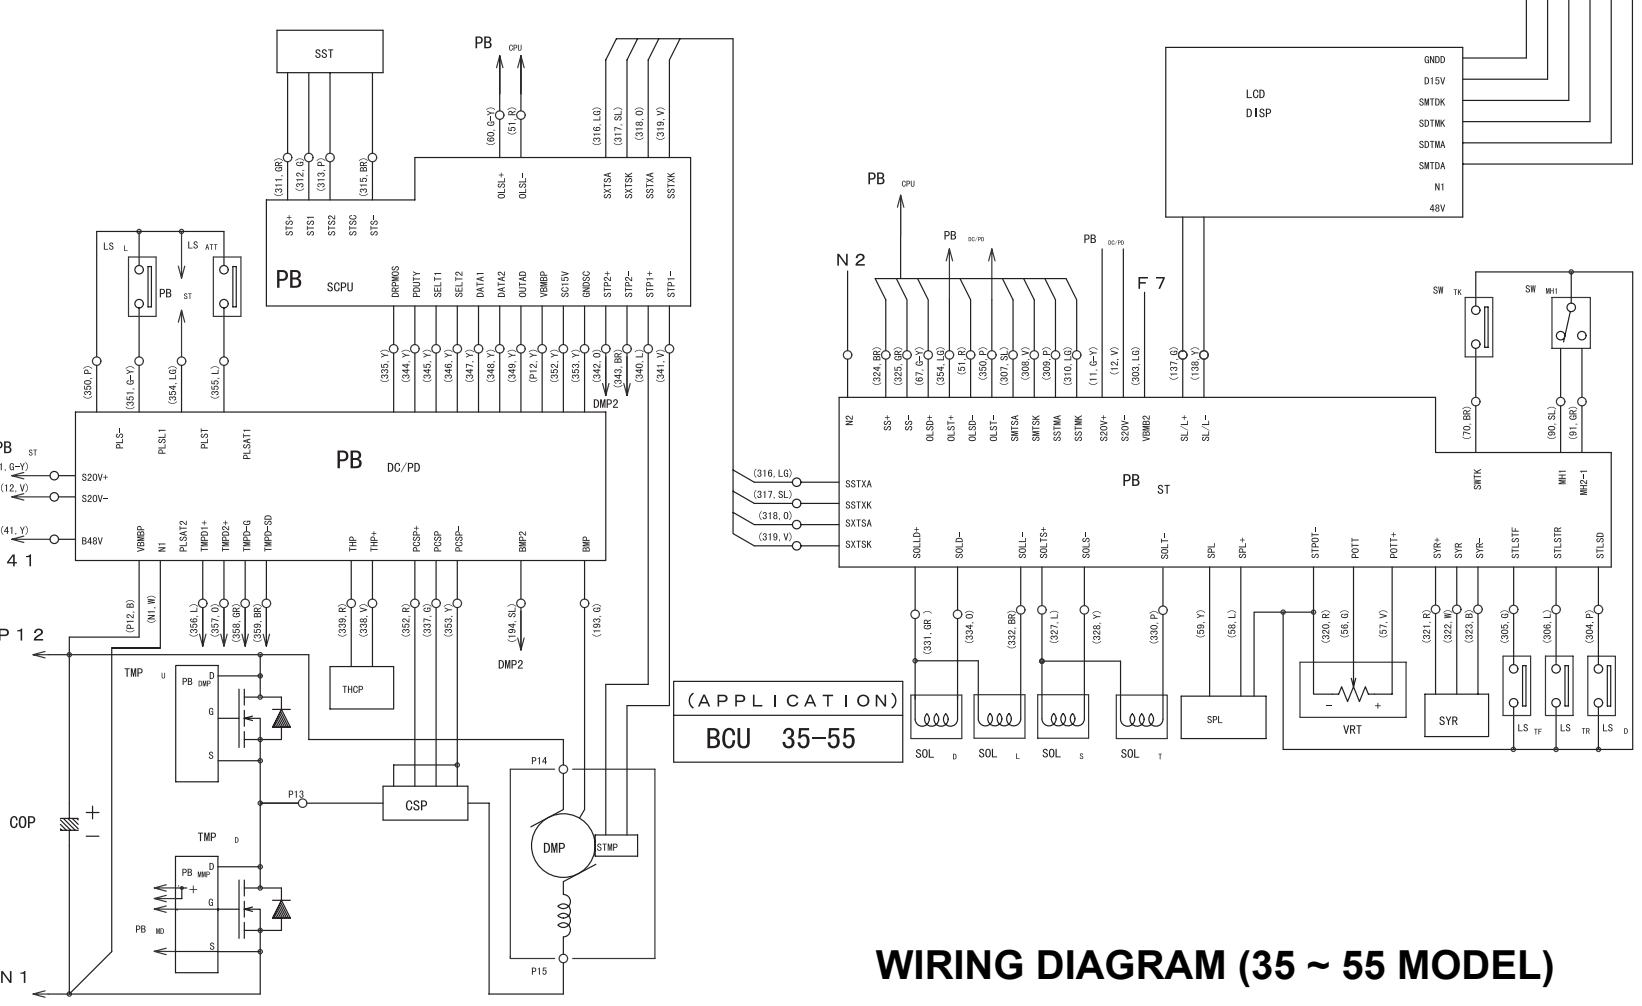 SST
PB CPU
(60, G-Y)
(51, R)
(316, LG)
(317, SL)
(318, O)
(319, V)
(311, GR)
(312, G)
(313, P)
(315, BR)
STS+
STS1
STS2
STSC
STS-
OLSL+
OLSL-
SXTSA
SXTSK
SSTXA
SSTXK
PB SCPU
DRPMOS
PDUTY
SELT1
SELT2
DATA1
DATA2
OUTAD
VBMBP
SC15V
GNDSC
STP2+
STP2-
STP1+
STP1-
(335, Y)
(344, Y)
(345, Y)
(346, Y)
(347, Y)
(348, Y)
(349, Y)
(P12, Y)
(352, Y)
(353, Y)
(342, O)
(343, BR)
(340, L)
(341, V)
DMP2
LS L
LS ATT
PB ST
(350, P)
(351, G-Y)
(354, LG)
(355, L)
PLS-
PLSL1
PLST
PLSAT1
PB DC/PD
PB ST
1, G-Y)
(12, V)
(41, Y)
41
S20V+
S20V-
B48V
VBMBP
N1
PLSAT2
TMPD1+
TMPD2+
TMPD-G
TMPD-SD
THP
THP+
PCSP+
PCSP
PCSP-
BMP2
BMP
(P12, B)
(N1, W)
(356, L)
(357, O)
(358, GR)
(359, BR)
(339, R)
(338, V)
(352, R)
(337, G)
(353, Y)
(194, SL)
(193, G)
DMP2
P12
TMP U
PB DMP
D
G
S
THCP
COP
+
−
P13
CSP
TMP D
PB MMP
D
+
G
S
PB MD
N1
P14
DMP
STMP
P15
LCD
DISP
GNDD
D15V
SMTDK
SDTMK
SDTMA
SMTDA
N1
48V
PB CPU
N2
PB DC/PD
PB DC/PD
F7
(324, BR)
(325, GR)
(67, G-Y)
(354, LG)
(51, R)
(350, P)
(307, SL)
(308, V)
(309, P)
(310, LG)
(11, G-Y)
(12, V)
(303, LG)
(137, G)
(138, Y)
N2
SS+
SS-
OLSD+
OLST+
OLSD-
OLST-
SMTSA
SMTSK
SSTMA
SSTMK
S20V+
S20V-
VBMB2
SL/L+
SL/L-
SW TK
SW MH1
(70, BR)
(90, SL)
(91, GR)
SWTK
MH1
MH2-1
(316, LG)
(317, SL)
(318, O)
(319, V)
SSTXA
SSTXK
SXTSA
SXTSK
PB ST
SOLLD+
SOLD-
SOLL-
SOLTS+
SOLS-
SOLT-
SPL
SPL+
STPOT-
POTT
POTT+
SYR+
SYR
SYR-
STLSTF
STLSTR
STLSD
(331, GR )
(334, O)
(332, BR)
(327, L)
(328, Y)
(330, P)
(59, Y)
(58, L)
(320, R)
(56, G)
(57, V)
(321, R)
(322, W)
(323, B)
(305, G)
(306, L)
(304, P)
SOL D
SOL L
SOL S
SOL T
SPL
−
+
VRT
SYR
LS TF
LS TR
LS D
(APPLICATION)
BCU 35-55
WIRING DIAGRAM (35 ~ 55 MODEL)